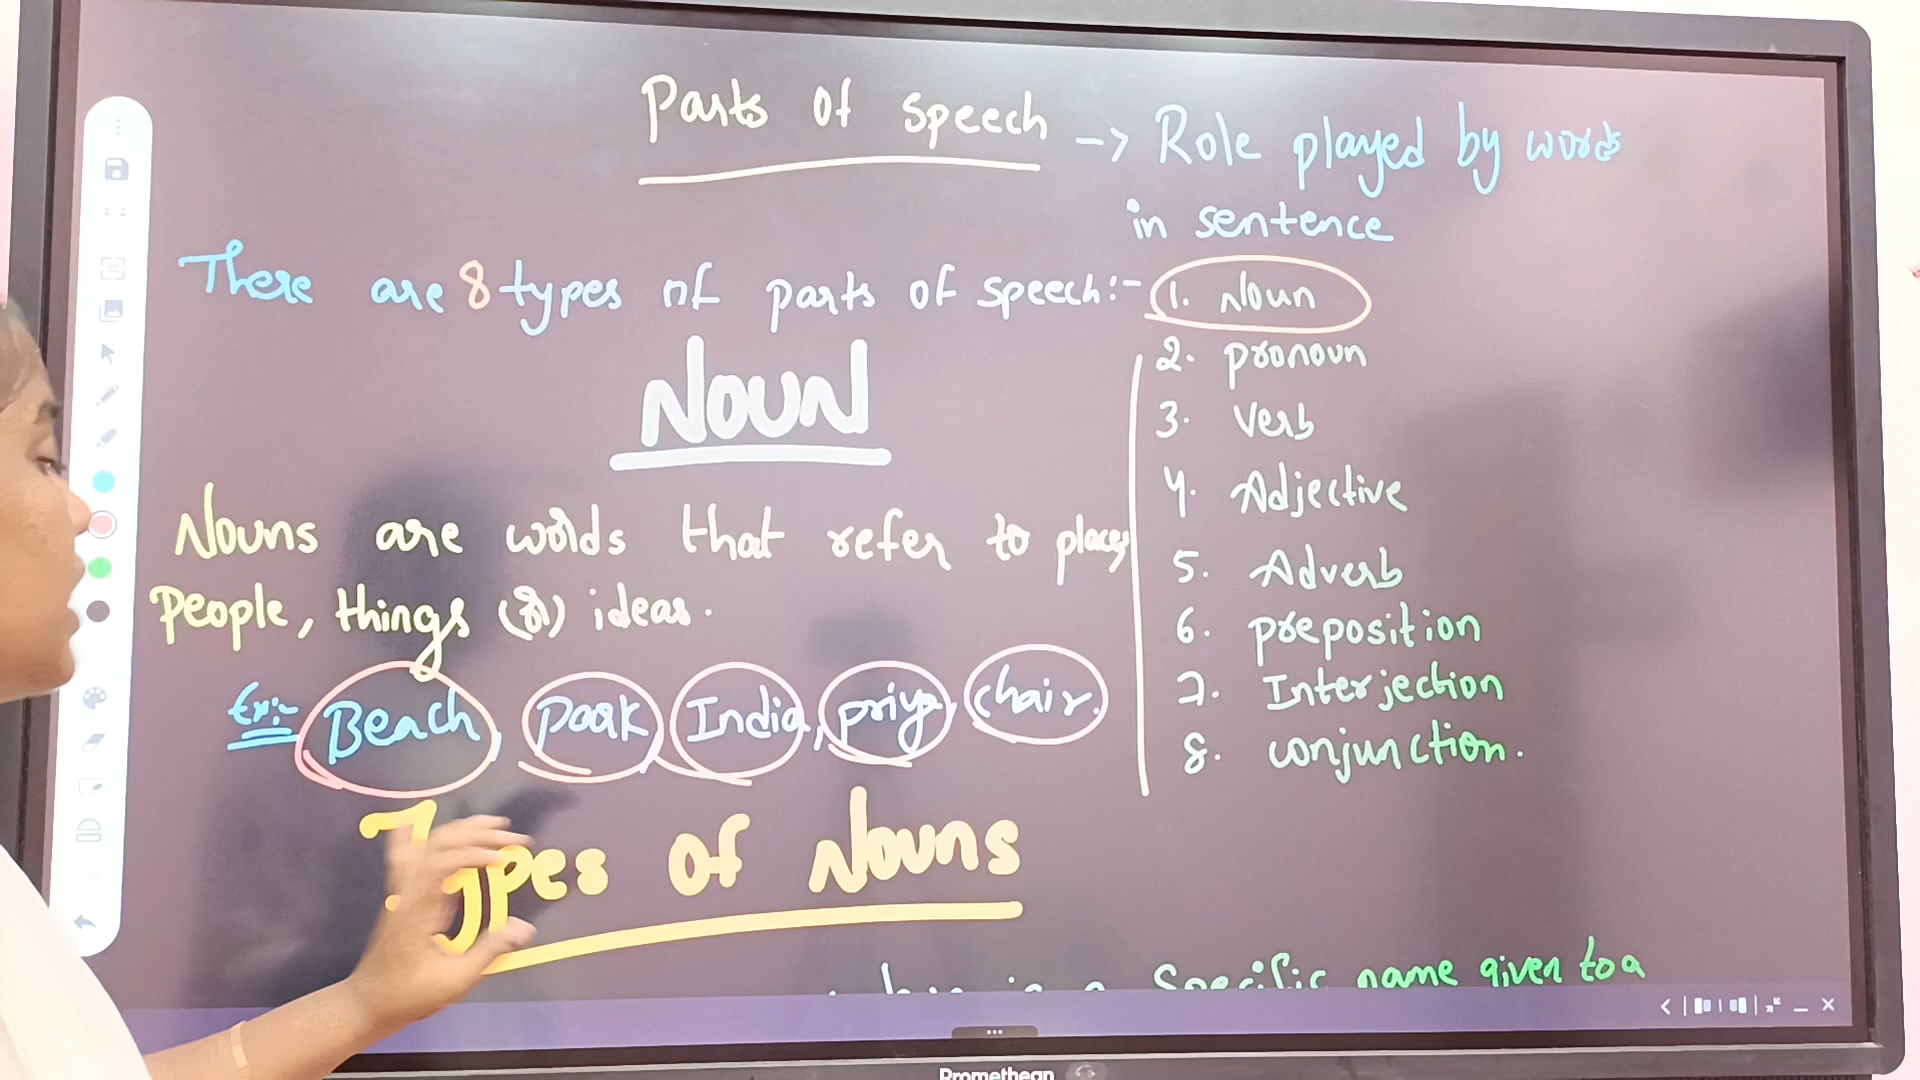 Parts of speech -> Role played by words
in sentence
There are 8 types of parts of speech:-
1. Noun
2. pronoun
3. Verb
4. Adjective
5. Adverb
6. preposition
7. Interjection
8. conjunction.
NOUN
Nouns are words that refer to places
People, things (or) ideas.
Ex:- Beach, park, India, priya, chair.
Types of Nouns
is a specific name given to a
Promethean